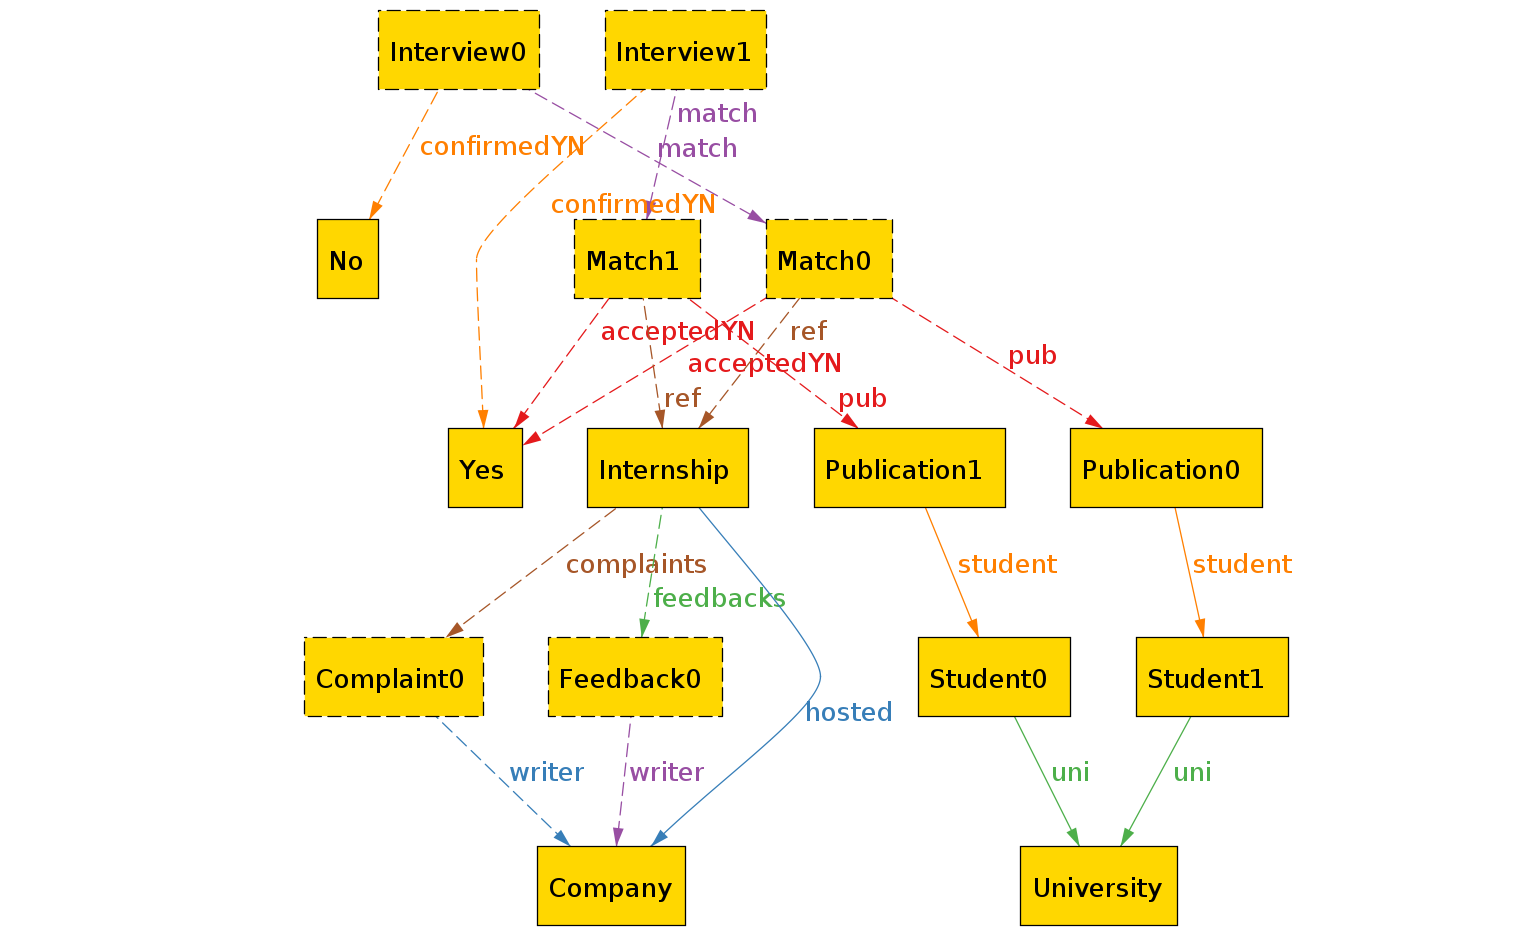 Interview0
Interview1
match
confirmedYN
match
confirmedYN
No
Match1
Match0
acceptedYN
ref
pub
acceptedYN
ref
pub
Yes
Internship
Publication1
Publication0
complaints
student
student
feedbacks
Complaint0
Feedback0
Student0
Student1
hosted
writer
writer
uni
uni
Company
University